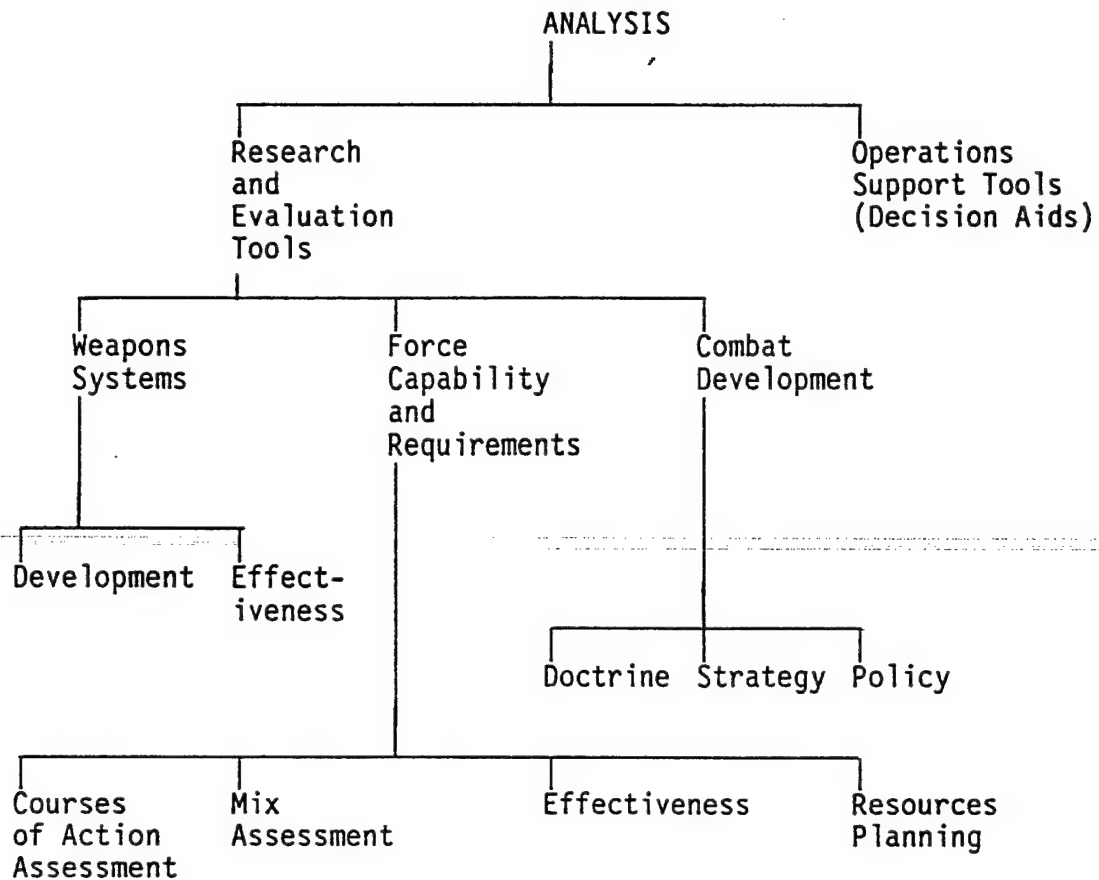 ANALYSIS
Research
and
Evaluation
Tools
Operations
Support Tools
(Decision Aids)
Weapons
Systems
Force
Capability
and
Requirements
Combat
Development
Development
Effect-
iveness
Doctrine
Strategy
Policy
Courses
of Action
Assessment
Mix
Assessment
Effectiveness
Resources
Planning